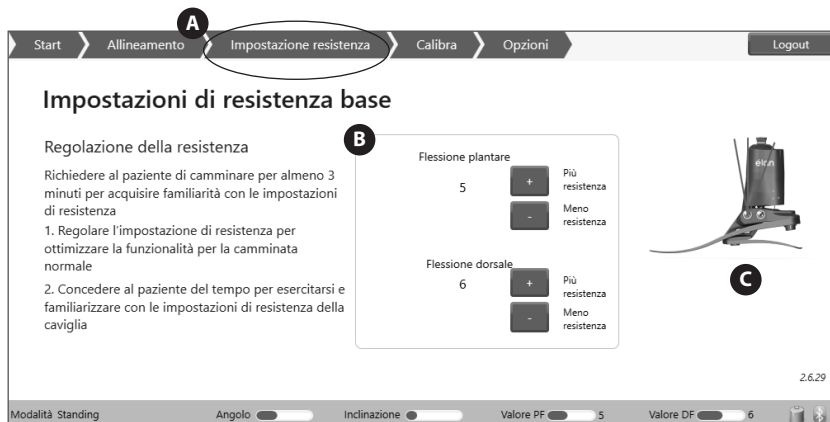 A
Start Allineamento Impostazione resistenza Calibra Opzioni Logout
Impostazioni di resistenza base
Regolazione della resistenza
Richiedere al paziente di camminare per almeno 3
minuti per acquisire familiarità con le impostazioni
di resistenza
1. Regolare l'impostazione di resistenza per
ottimizzare la funzionalità per la camminata
normale
2. Concedere al paziente del tempo per esercitarsi e
familiarizzare con le impostazioni di resistenza della
caviglia
B
Flessione plantare
5 + Più
resistenza
- Meno
resistenza
Flessione dorsale
6 + Più
resistenza
- Meno
resistenza
elan
C
2.6.29
Modalità Standing Angolo Inclinazione Valore PF 5 Valore DF 6